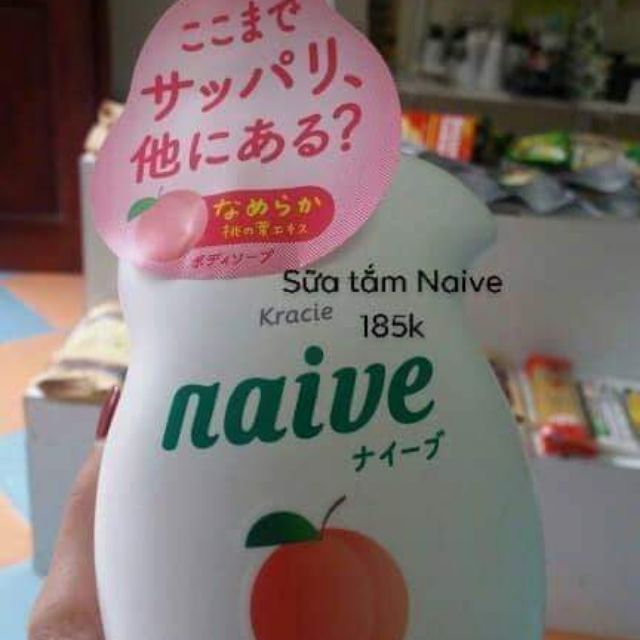 ここまで
サッパリ、
他にある?
なめらか
桃の葉エキス
ボディソープ
Sữa tắm Naive
Kracie
185k
naive
ナイーブ